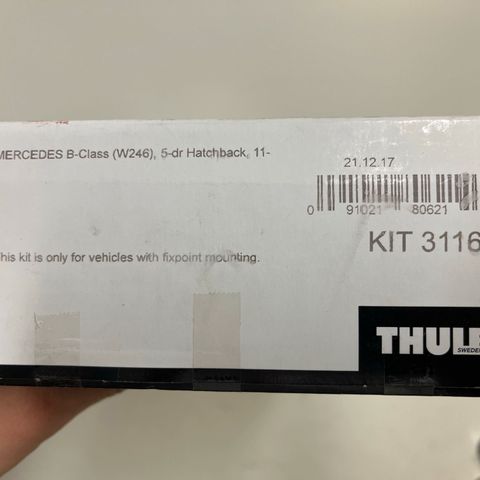 MERCEDES B-Class (W246), 5-dr Hatchback, 11-
21.12.17
0 91021 80621
KIT 3116
his kit is only for vehicles with fixpoint mounting.
THULE
SWEDEN